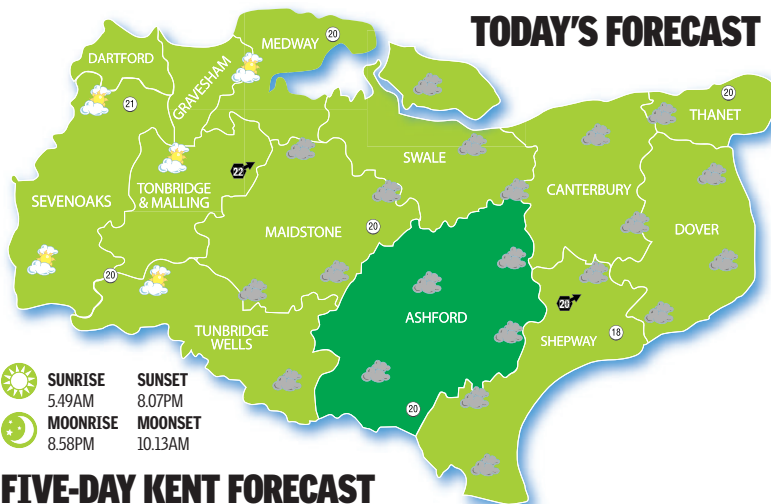 TODAY'S FORECAST
MEDWAY 20
DARTFORD
GRAVESHAM
21
20
THANET
SWALE
22
TONBRIDGE
& MALLING
CANTERBURY
SEVENOAKS
MAIDSTONE 20
DOVER
20
20
ASHFORD
TUNBRIDGE
WELLS
SHEPWAY 18
20
SUNRISE SUNSET
5.49AM 8.07PM
MOONRISE MOONSET
8.58PM 10.13AM
FIVE-DAY KENT FORECAST